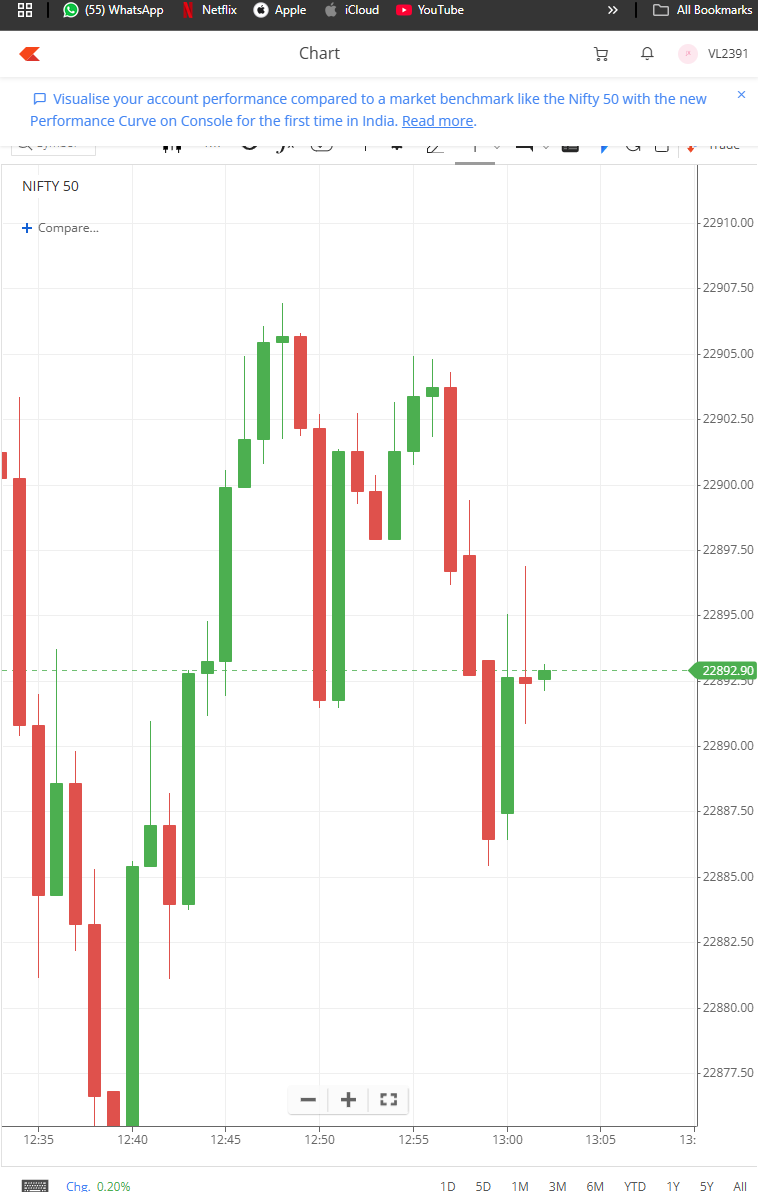 (55) WhatsApp Netflix Apple iCloud YouTube » All Bookmarks
Chart VL2391
Visualise your account performance compared to a market benchmark like the Nifty 50 with the new
Performance Curve on Console for the first time in India. Read more.
NIFTY 50
+ Compare...
22910.00
22907.50
22905.00
22902.50
22900.00
22897.50
22895.00
22892.90
22892.50
22890.00
22887.50
22885.00
22882.50
22880.00
22877.50
12:35 12:40 12:45 12:50 12:55 13:00 13:05 13:
Chg. 0.20% 1D 5D 1M 3M 6M YTD 1Y 5Y All